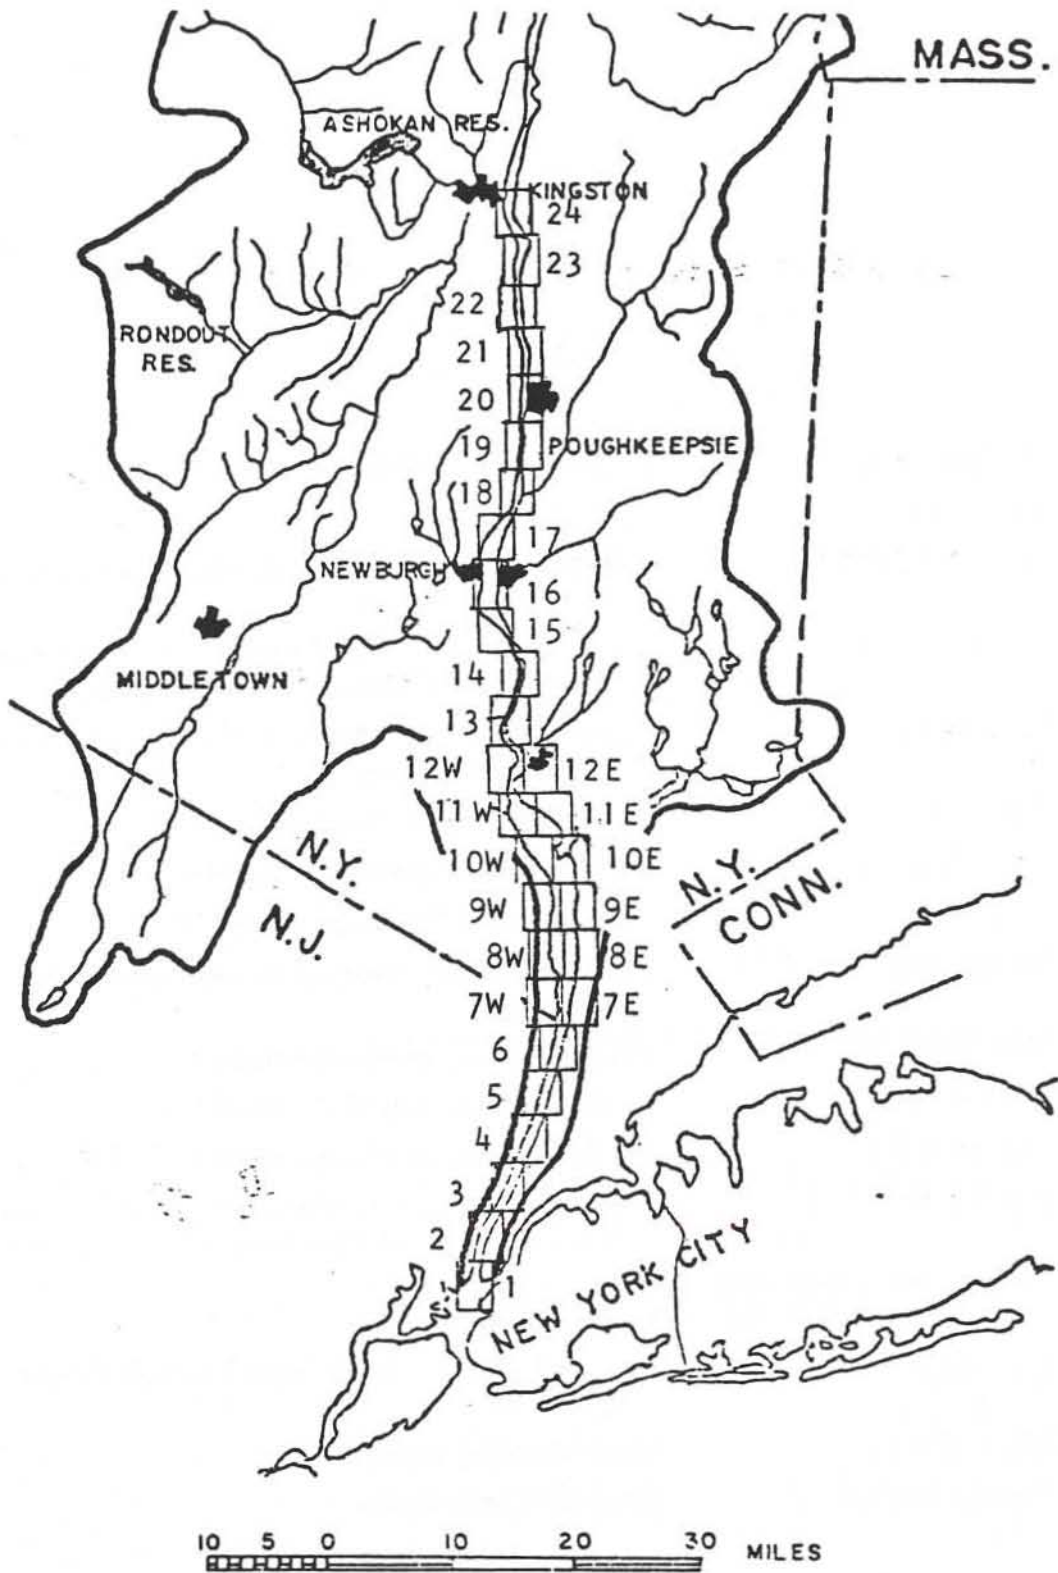 MASS.
ASHOKAN RES.
KINGSTON
24
23
22
RONDOUT
RES.
21
20
19
POUGHKEEPSIE
18
17
NEWBURGH
16
15
14
MIDDLETOWN
13
12W
12E
11W
11E
10W
10E
N.Y.
N.J.
N.Y.
CONN.
9W
9E
8W
8E
7W
7E
6
5
4
3
2
1
NEW YORK CITY
10 5 0 10 20 30 MILES